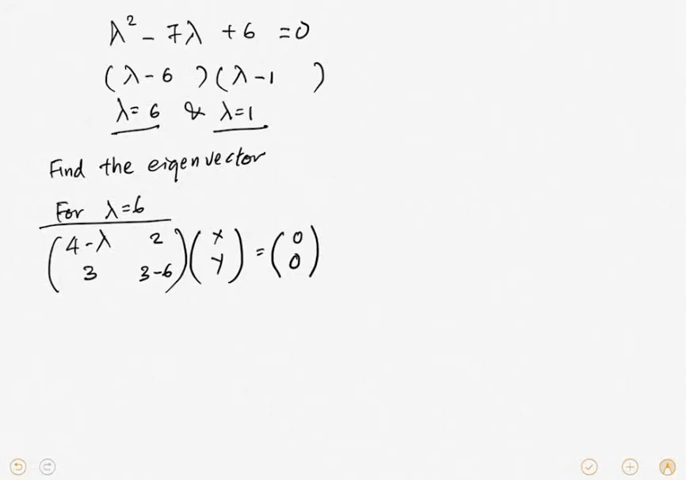 λ² - 7λ + 6 = 0
(λ - 6 ) (λ - 1 )
λ = 6 & λ = 1
Find the eigenvector
For λ = 6
(4 - λ 2) (x) = (0)
(3 3 - 6) (y) (0)